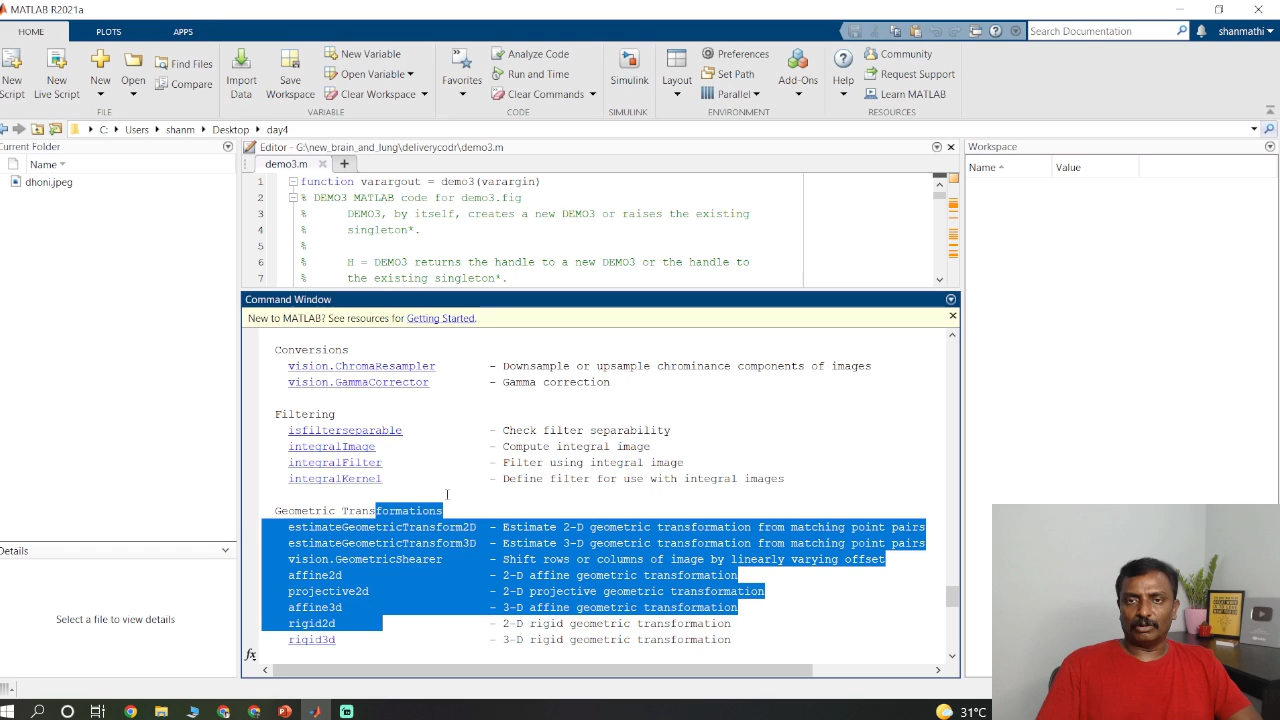 MATLAB R2021a
HOME PLOTS APPS
Search Documentation
shanmathi
New Script
New Live Script
New
Open
Find Files
Compare
FILE
Import Data
Save Workspace
New Variable
Open Variable
Clear Workspace
VARIABLE
Favorites
Analyze Code
Run and Time
Clear Commands
CODE
Simulink
SIMULINK
Layout
Preferences
Set Path
Parallel
Add-Ons
ENVIRONMENT
Help
Community
Request Support
Learn MATLAB
RESOURCES
C: Users shanm Desktop day4
Current Folder
Name
dhoni.jpeg
Details
Select a file to view details
Editor - G:\new_brain_and_lung\deliverycodr\demo3.m
demo3.m
1 function varargout = demo3(varargin)
2 % DEMO3 MATLAB code for demo3.fig
3 % DEMO3, by itself, creates a new DEMO3 or raises the existing
4 % singleton*.
5 %
6 % H = DEMO3 returns the handle to a new DEMO3 or the handle to
7 % the existing singleton*.
Command Window
New to MATLAB? See resources for Getting Started.
Conversions
vision.ChromaResampler - Downsample or upsample chrominance components of images
vision.GammaCorrector - Gamma correction
Filtering
isfilterseparable - Check filter separability
integralImage - Compute integral image
integralFilter - Filter using integral image
integralKernel - Define filter for use with integral images
Geometric Transformations
estimateGeometricTransform2D - Estimate 2-D geometric transformation from matching point pairs
estimateGeometricTransform3D - Estimate 3-D geometric transformation from matching point pairs
vision.GeometricShearer - Shift rows or columns of image by linearly varying offset
affine2d - 2-D affine geometric transformation
projective2d - 2-D projective geometric transformation
affine3d - 3-D affine geometric transformation
rigid2d - 2-D rigid geometric transformation
rigid3d - 3-D rigid geometric transformation
fx
Workspace
Name Value
31°C